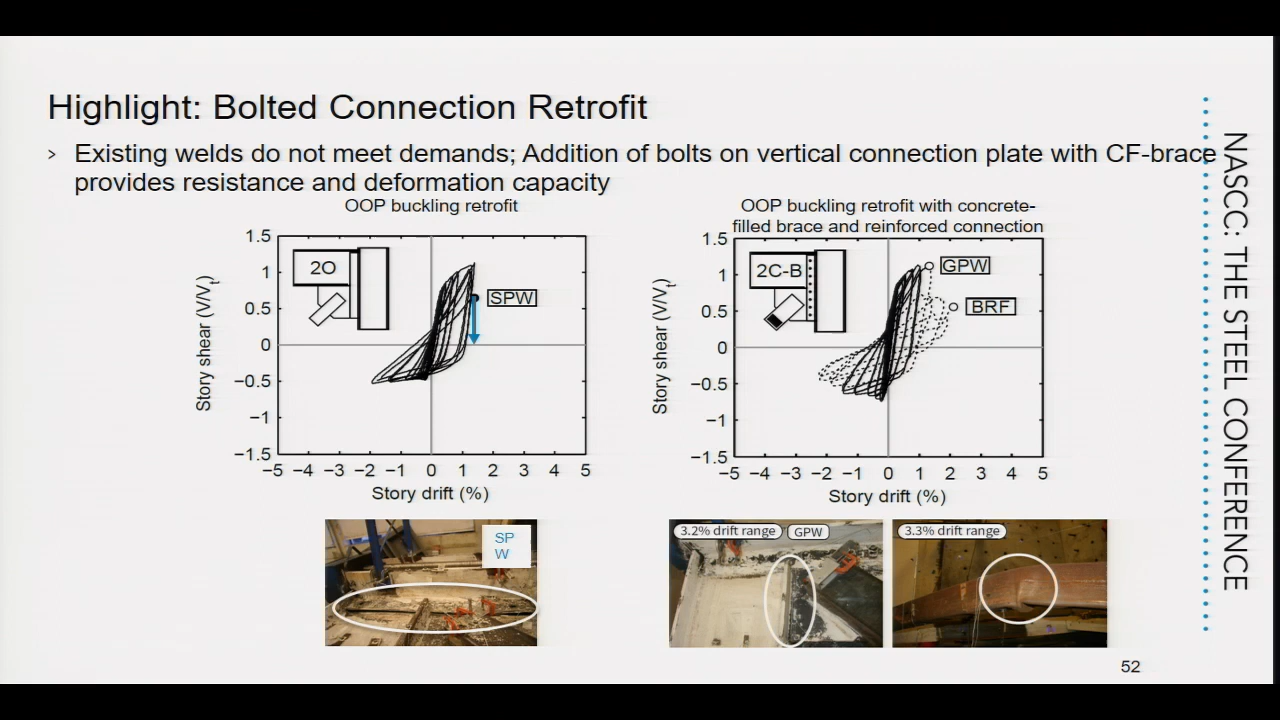 Highlight: Bolted Connection Retrofit
> Existing welds do not meet demands; Addition of bolts on vertical connection plate with CF-brace
provides resistance and deformation capacity
OOP buckling retrofit
1.5
1
0.5
0
−0.5
−1
−1.5
Story shear (V/Vt)
2O
SPW
−5 −4 −3 −2 −1 0 1 2 3 4 5
Story drift (%)
OOP buckling retrofit with concrete-
filled brace and reinforced connection
1.5
1
0.5
0
−0.5
−1
−1.5
Story shear (V/Vt)
2C-B
GPW
BRF
−5 −4 −3 −2 −1 0 1 2 3 4 5
Story drift (%)
SP
W
3.2% drift range
GPW
3.3% drift range
52
NASCC: THE STEEL CONFERENCE